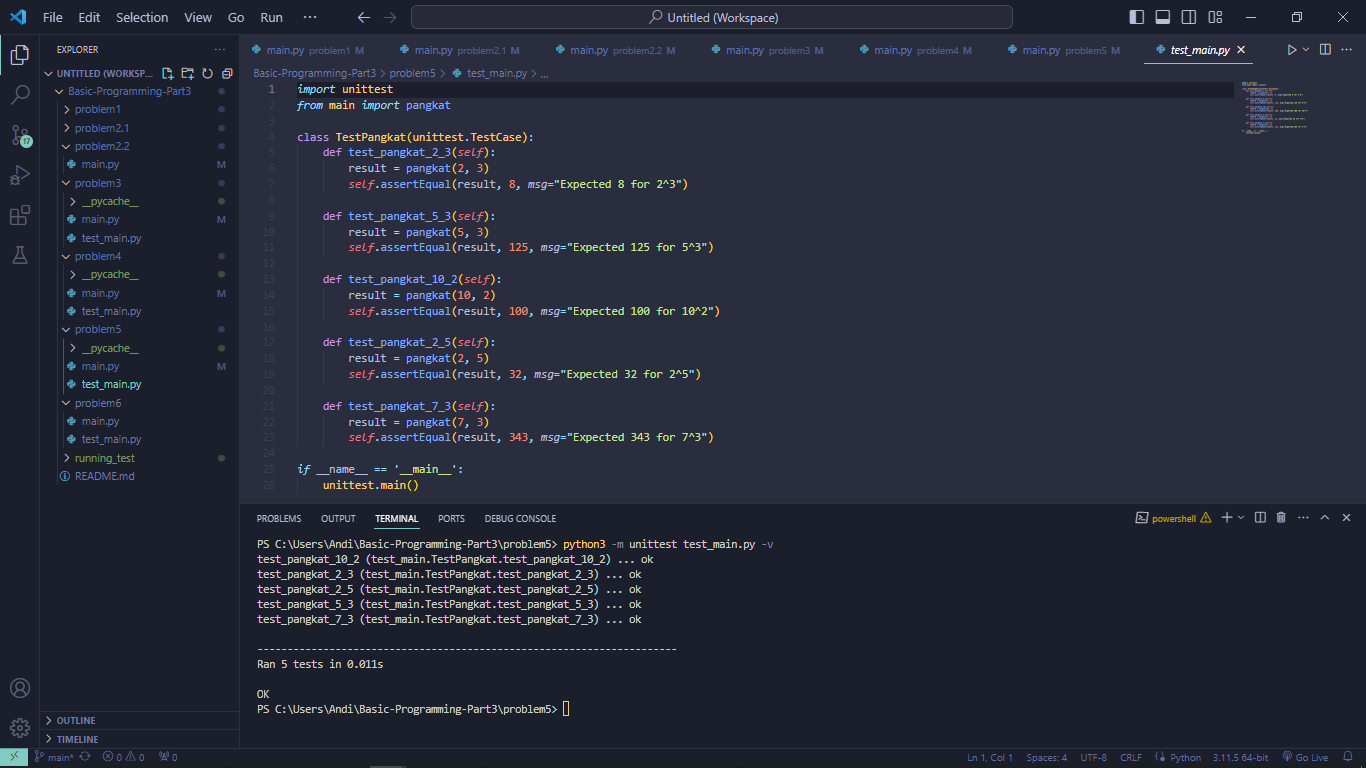 File Edit Selection View Go Run ··· Untitled (Workspace)
EXPLORER ···
UNTITLED (WORKSP...
Basic-Programming-Part3
problem1
problem2.1
problem2.2
main.py M
problem3
__pycache__
main.py M
test_main.py
problem4
__pycache__
main.py M
test_main.py
problem5
__pycache__
main.py M
test_main.py
problem6
main.py
test_main.py
running_test
README.md
OUTLINE
TIMELINE
17
main.py problem1 M main.py problem2.1 M main.py problem2.2 M main.py problem3 M main.py problem4 M main.py problem5 M test_main.py
Basic-Programming-Part3 > problem5 > test_main.py > ...
1 import unittest
2 from main import pangkat
3
4 class TestPangkat(unittest.TestCase):
5 def test_pangkat_2_3(self):
6 result = pangkat(2, 3)
7 self.assertEqual(result, 8, msg="Expected 8 for 2^3")
8
9 def test_pangkat_5_3(self):
10 result = pangkat(5, 3)
11 self.assertEqual(result, 125, msg="Expected 125 for 5^3")
12
13 def test_pangkat_10_2(self):
14 result = pangkat(10, 2)
15 self.assertEqual(result, 100, msg="Expected 100 for 10^2")
16
17 def test_pangkat_2_5(self):
18 result = pangkat(2, 5)
19 self.assertEqual(result, 32, msg="Expected 32 for 2^5")
20
21 def test_pangkat_7_3(self):
22 result = pangkat(7, 3)
23 self.assertEqual(result, 343, msg="Expected 343 for 7^3")
24
25 if __name__ == '__main__':
26 unittest.main()
PROBLEMS OUTPUT TERMINAL PORTS DEBUG CONSOLE powershell
PS C:\Users\Andi\Basic-Programming-Part3\problem5> python3 -m unittest test_main.py -v
test_pangkat_10_2 (test_main.TestPangkat.test_pangkat_10_2) ... ok
test_pangkat_2_3 (test_main.TestPangkat.test_pangkat_2_3) ... ok
test_pangkat_2_5 (test_main.TestPangkat.test_pangkat_2_5) ... ok
test_pangkat_5_3 (test_main.TestPangkat.test_pangkat_5_3) ... ok
test_pangkat_7_3 (test_main.TestPangkat.test_pangkat_7_3) ... ok
----------------------------------------------------------------------
Ran 5 tests in 0.011s
OK
PS C:\Users\Andi\Basic-Programming-Part3\problem5>
main* 0 0 0 Ln 1, Col 1 Spaces: 4 UTF-8 CRLF Python 3.11.5 64-bit Go Live